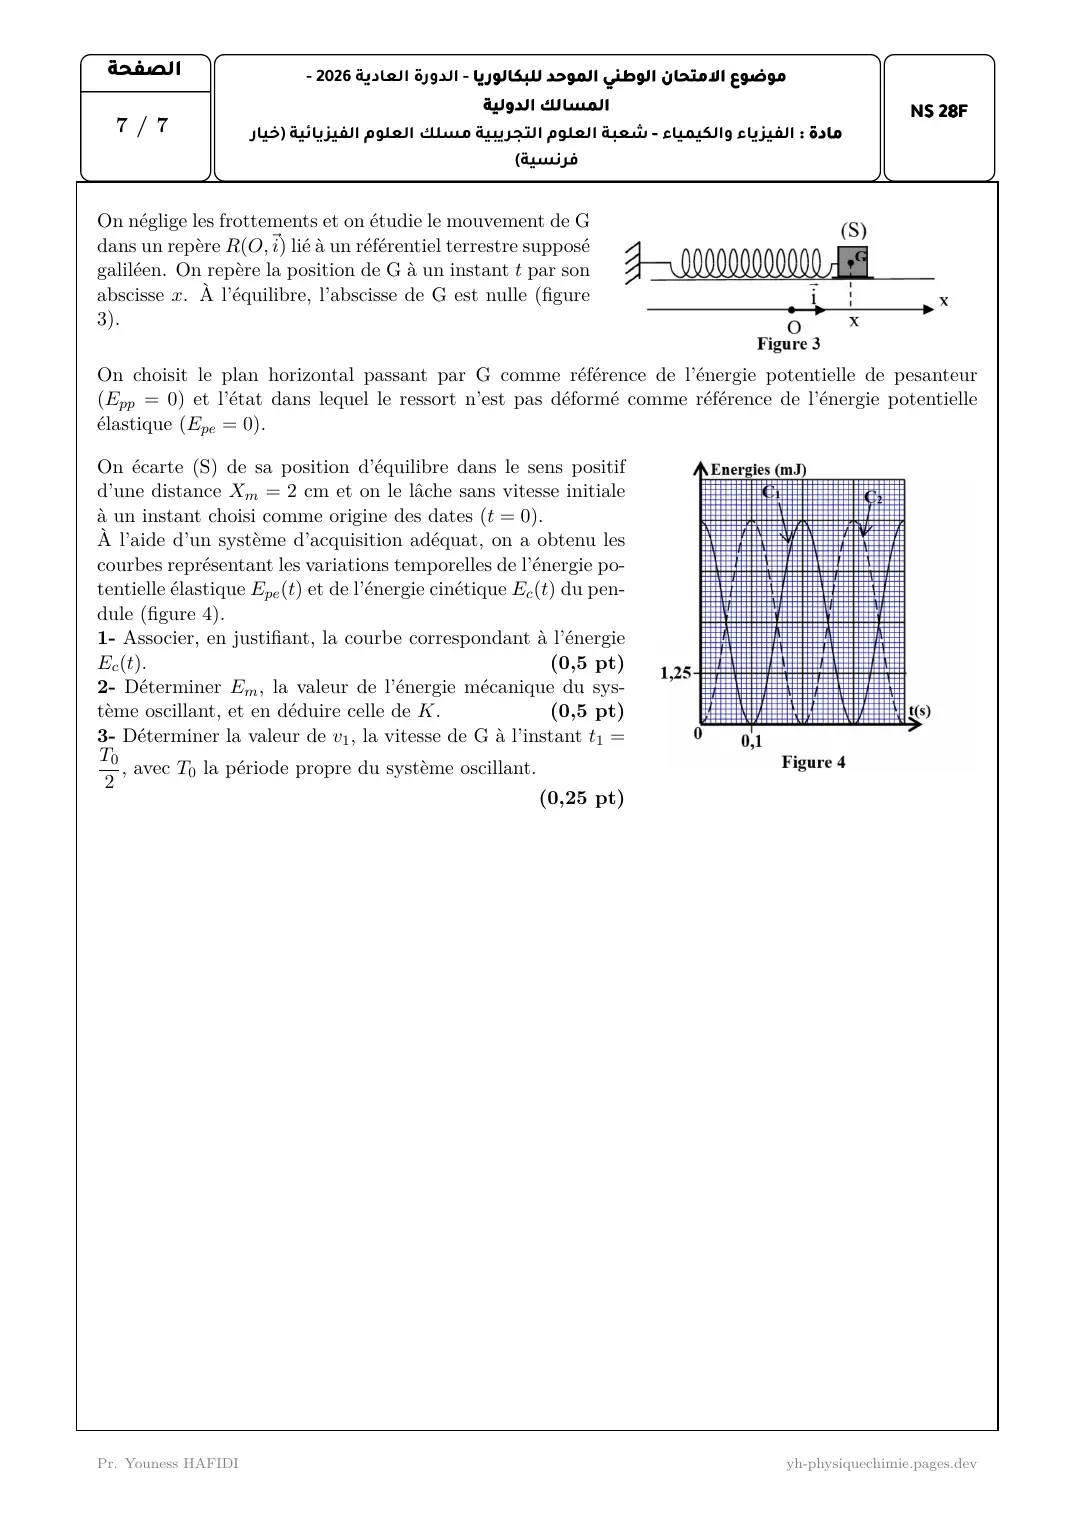 الصفحة
7 / 7
موضوع الامتحان الوطني الموحد للبكالوريا - الدورة العادية 2026 -
المسالك الدولية
مادة : الفيزياء والكيمياء - شعبة العلوم التجريبية مسلك العلوم الفيزيائية (خيار
فرنسية)
NS 28F
On néglige les frottements et on étudie le mouvement de G
dans un repère R(O, i⃗) lié à un référentiel terrestre supposé
galiléen. On repère la position de G à un instant t par son
abscisse x. À l'équilibre, l'abscisse de G est nulle (figure
3).
(S)
G
i⃗
x
O
x
Figure 3
On choisit le plan horizontal passant par G comme référence de l'énergie potentielle de pesanteur
(Epp = 0) et l'état dans lequel le ressort n'est pas déformé comme référence de l'énergie potentielle
élastique (Epe = 0).
On écarte (S) de sa position d'équilibre dans le sens positif
d'une distance Xm = 2 cm et on le lâche sans vitesse initiale
à un instant choisi comme origine des dates (t = 0).
À l'aide d'un système d'acquisition adéquat, on a obtenu les
courbes représentant les variations temporelles de l'énergie po-
tentielle élastique Epe(t) et de l'énergie cinétique Ec(t) du pen-
dule (figure 4).
1- Associer, en justifiant, la courbe correspondant à l'énergie
Ec(t). (0,5 pt)
2- Déterminer Em, la valeur de l'énergie mécanique du sys-
tème oscillant, et en déduire celle de K. (0,5 pt)
3- Déterminer la valeur de v1, la vitesse de G à l'instant t1 =
T0/2, avec T0 la période propre du système oscillant.
(0,25 pt)
Energies (mJ)
C1
C2
1,25
t(s)
0
0,1
Figure 4
Pr. Youness HAFIDI
yh-physiquechimie.pages.dev